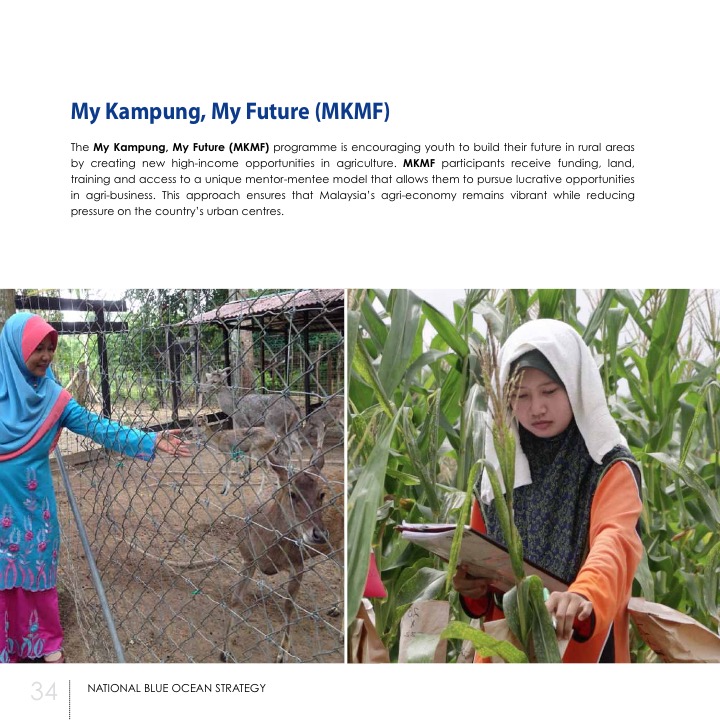 My Kampung, My Future (MKMF)
The My Kampung, My Future (MKMF) programme is encouraging youth to build their future in rural areas
by creating new high-income opportunities in agriculture. MKMF participants receive funding, land,
training and access to a unique mentor-mentee model that allows them to pursue lucrative opportunities
in agri-business. This approach ensures that Malaysia's agri-economy remains vibrant while reducing
pressure on the country's urban centres.
34
NATIONAL BLUE OCEAN STRATEGY